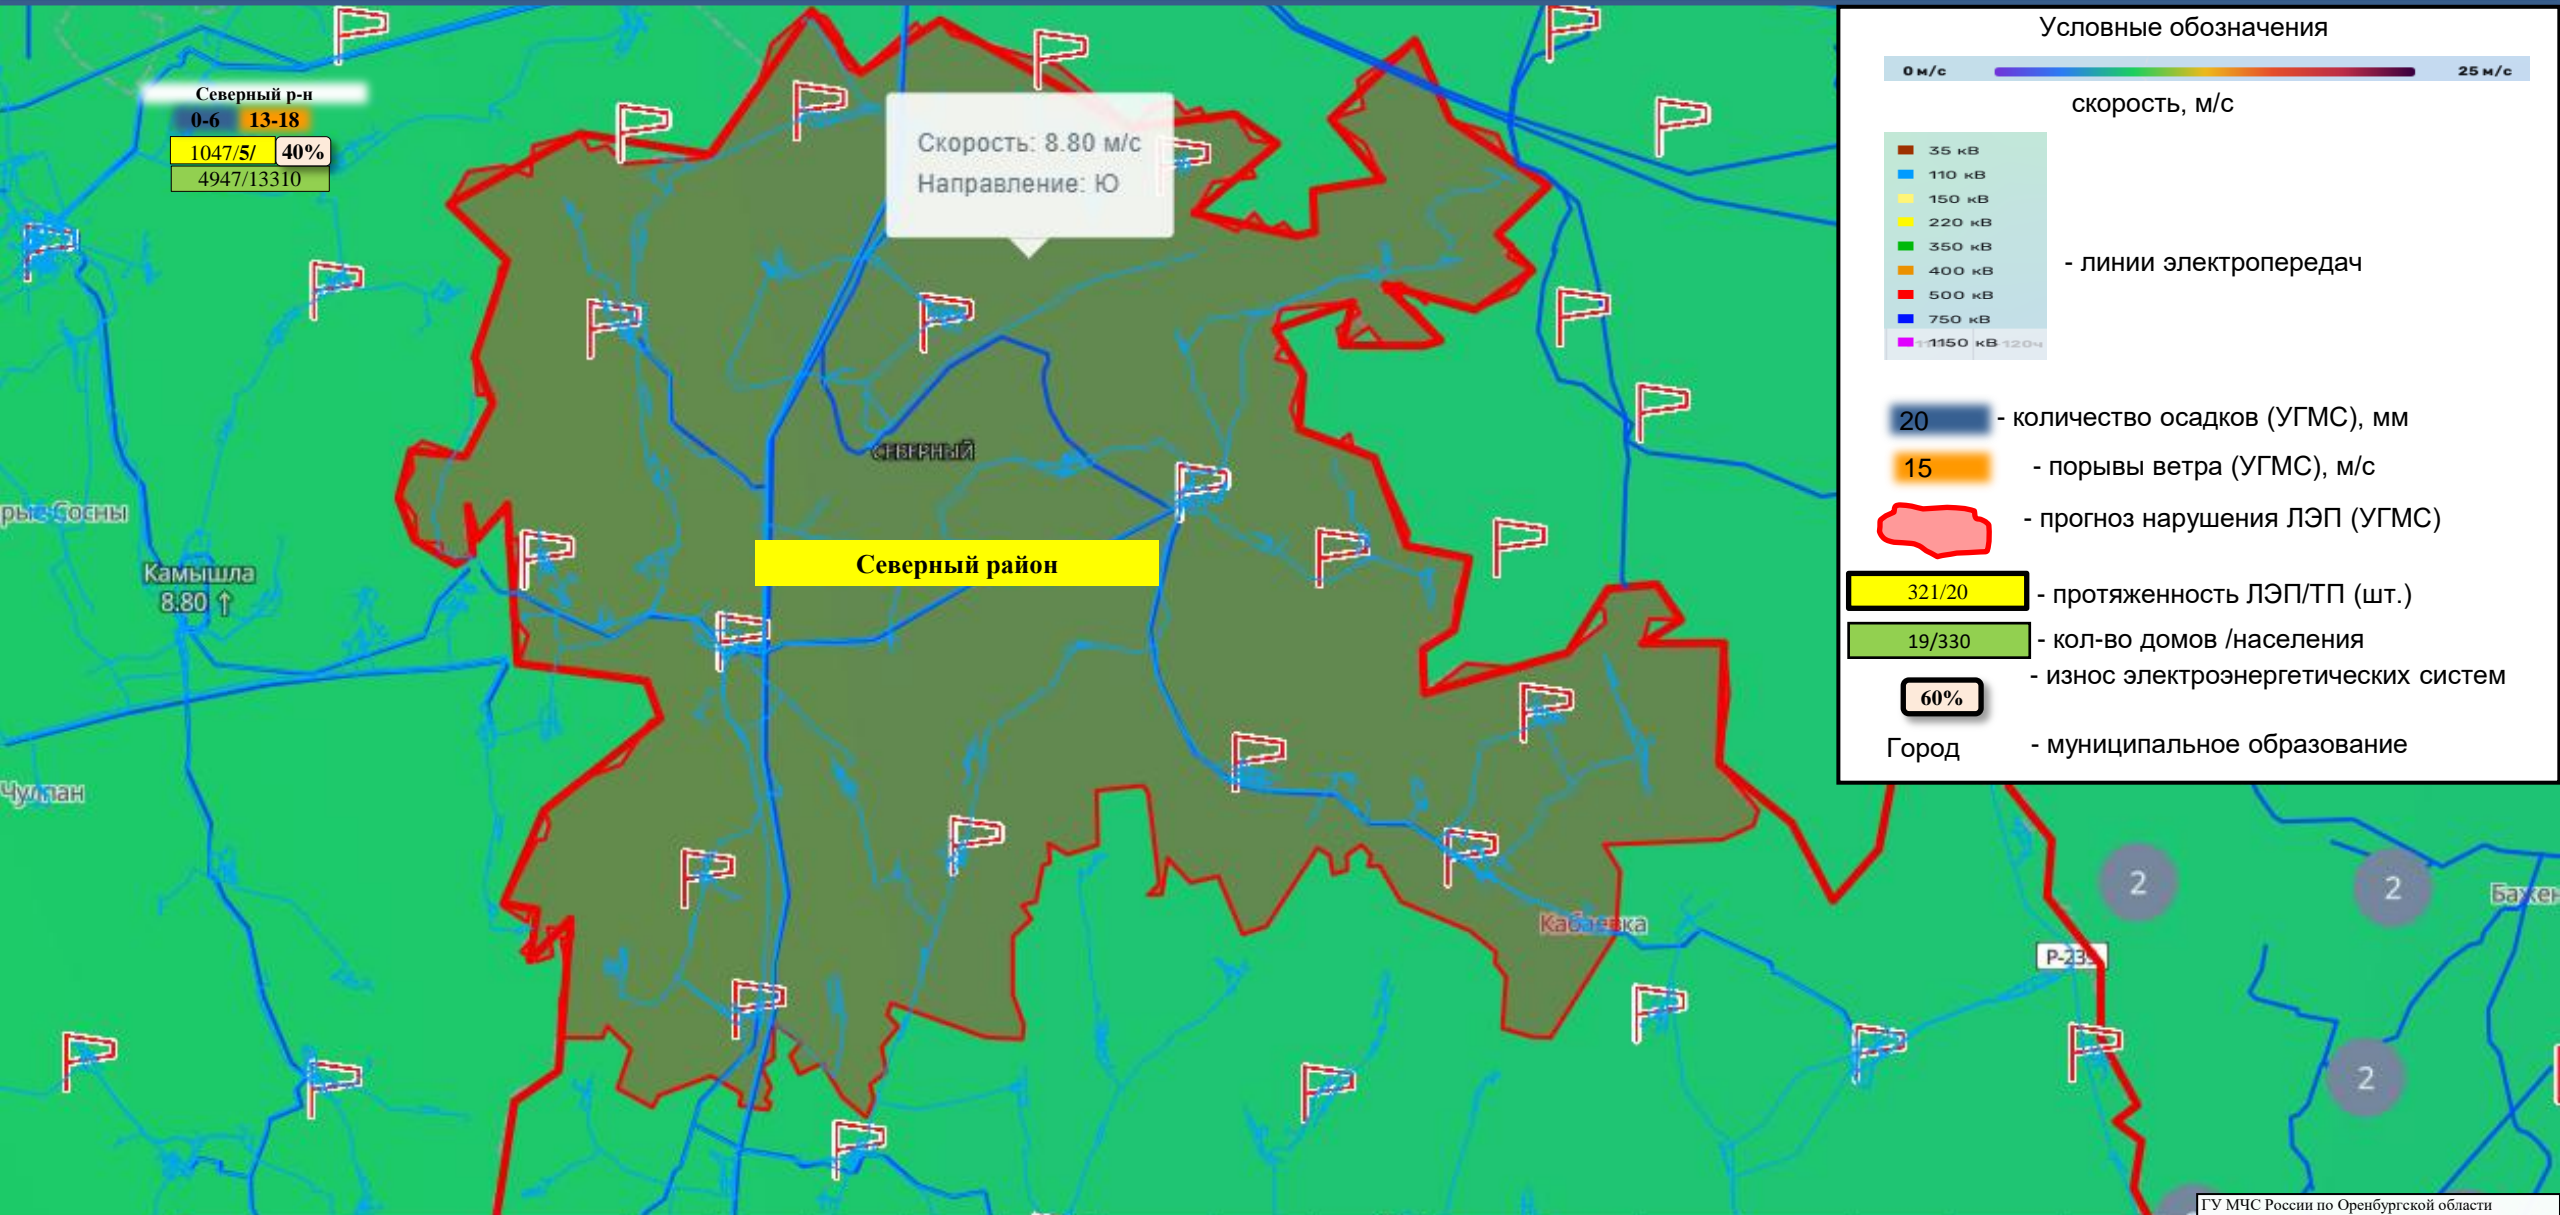 Северный р-н
0-6 13-18
1047/5/ 40%
4947/13310
Скорость: 8.80 м/с
Направление: Ю
СЕВЕРНЫЙ
Северный район
рые Сосны
Камышла
8.80 ↑
Чулпан
Кабаевка
2
2
Бажен
2
Условные обозначения
0 м/с 25 м/с
скорость, м/с
35 кВ
110 кВ
150 кВ
220 кВ
350 кВ
400 кВ
500 кВ
750 кВ
1150 кВ
- линии электропередач
20 - количество осадков (УГМС), мм
15 - порывы ветра (УГМС), м/с
- прогноз нарушения ЛЭП (УГМС)
321/20 - протяженность ЛЭП/ТП (шт.)
19/330 - кол-во домов /населения
- износ электроэнергетических систем
60%
Город - муниципальное образование
ГУ МЧС России по Оренбургской области